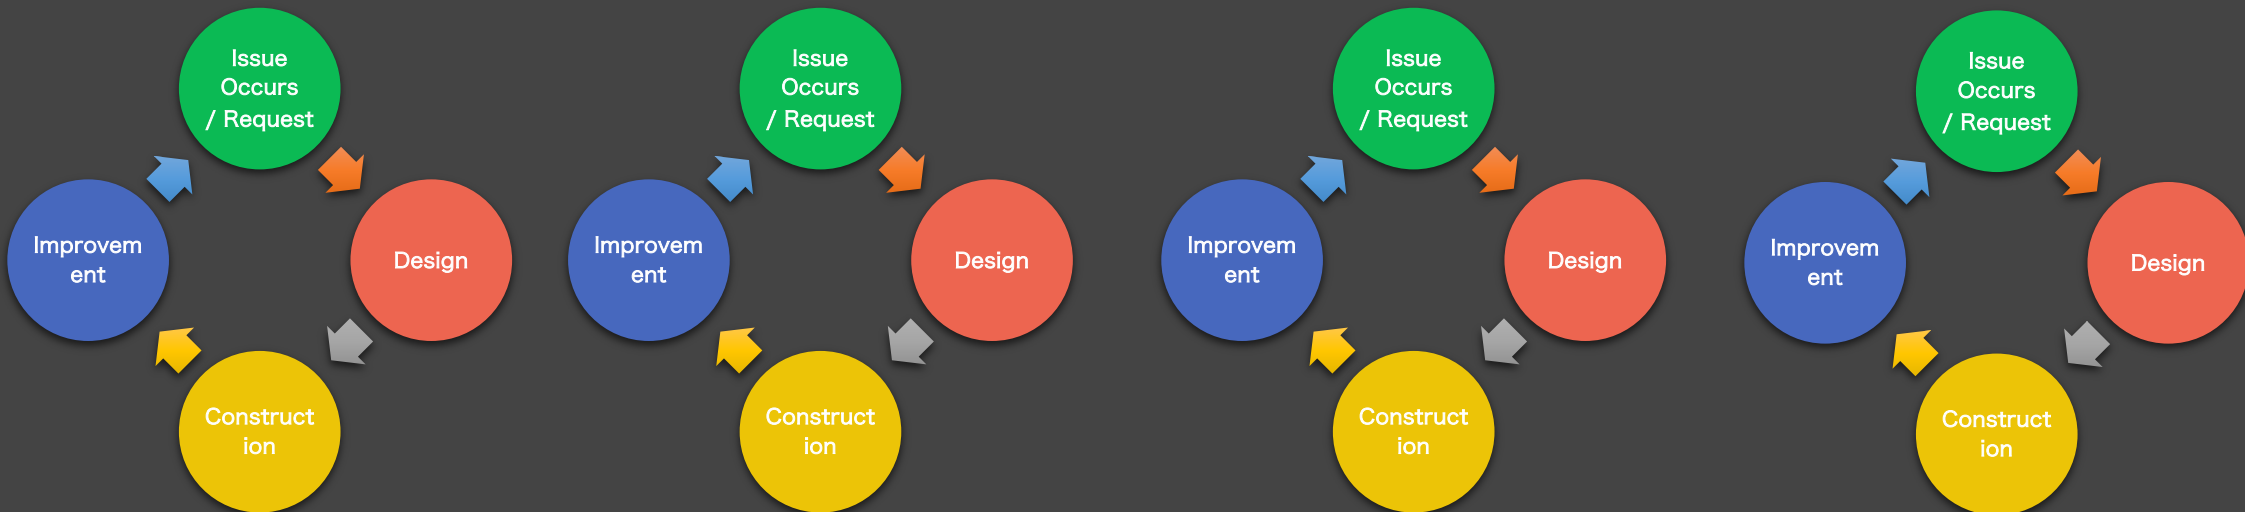 Issue
Occurs
/ Request
Improvem
ent
Design
Construct
ion
Issue
Occurs
/ Request
Improvem
ent
Design
Construct
ion
Issue
Occurs
/ Request
Improvem
ent
Design
Construct
ion
Issue
Occurs
/ Request
Improvem
ent
Design
Construct
ion